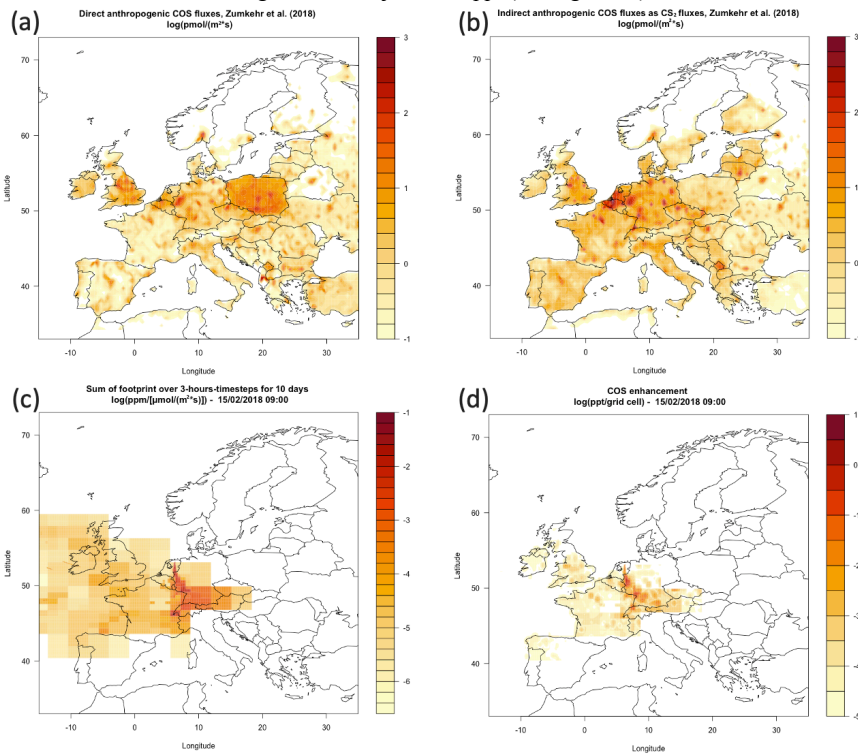 (a)
Direct anthropogenic COS fluxes, Zumkehr et al. (2018)
log(pmol/(m²*s)
Latitude
70
60
50
40
-10
0
10
20
30
Longitude
3
2
1
0
-1
(b)
Indirect anthropogenic COS fluxes as CS₂ fluxes, Zumkehr et al. (2018)
log(pmol/(m²*s)
Latitude
70
60
50
40
-10
0
10
20
30
Longitude
3
2
1
0
-1
(c)
Sum of footprint over 3-hours-timesteps for 10 days
log(ppm/[µmol/(m²*s)]) - 15/02/2018 09:00
Latitude
70
60
50
40
-10
0
10
20
30
Longitude
-1
-2
-3
-4
-5
-6
(d)
COS enhancement
log(ppt/grid cell) - 15/02/2018 09:00
Latitude
70
60
50
40
-10
0
10
20
30
Longitude
1
0
-1
-2
-3
-4
-5